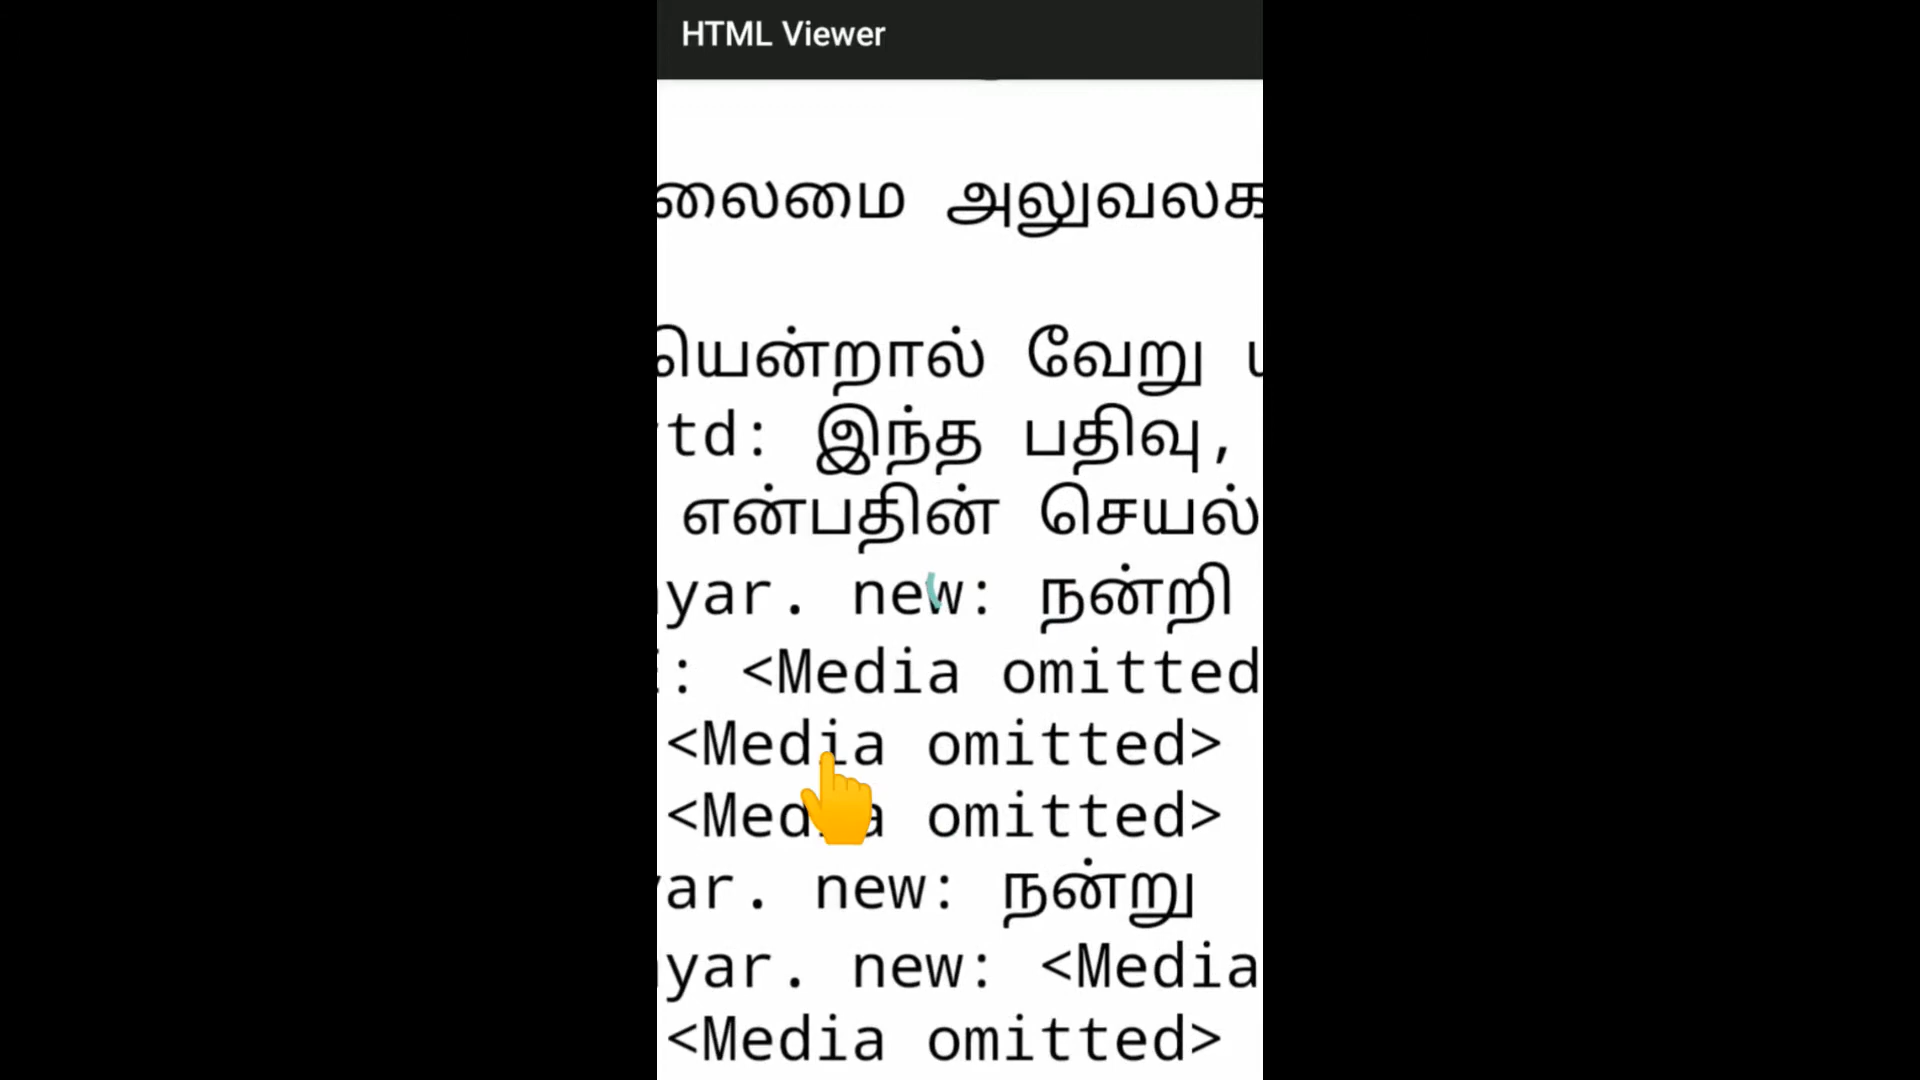 HTML Viewer
லைமை அலுவலக
யென்றால் வேறு
td: இந்த பதிவு,
என்பதின் செயல்
yar. new: நன்றி
: <Media omitted
<Media omitted>
<Media omitted>
ar. new: நன்று
yar. new: <Media
<Media omitted>